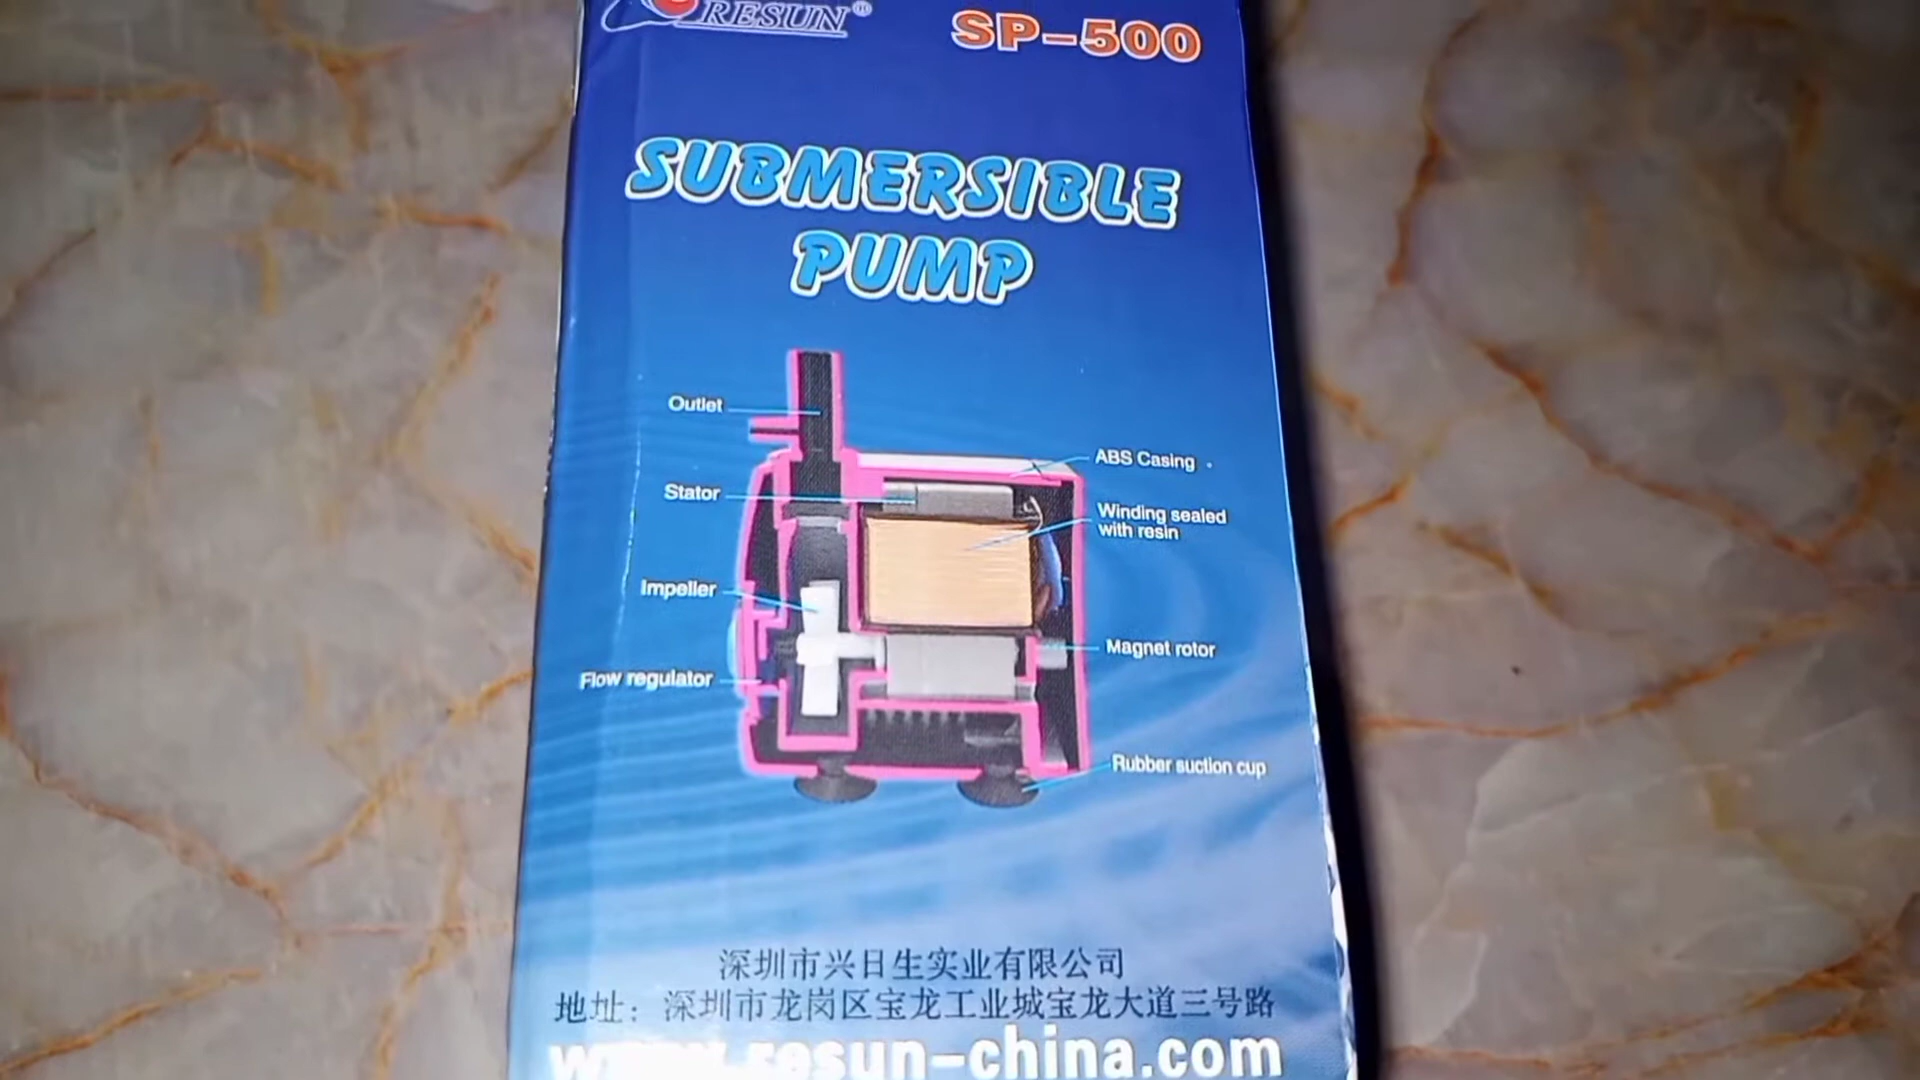 RESUN®
SP-500
SUBMERSIBLE
PUMP
Outlet
ABS Casing
Stator
Winding sealed
with resin
Impeller
Magnet rotor
Flow regulator
Rubber suction cup
深圳市兴日生实业有限公司
地址：深圳市龙岗区宝龙工业城宝龙大道三号路
www.resun-china.com